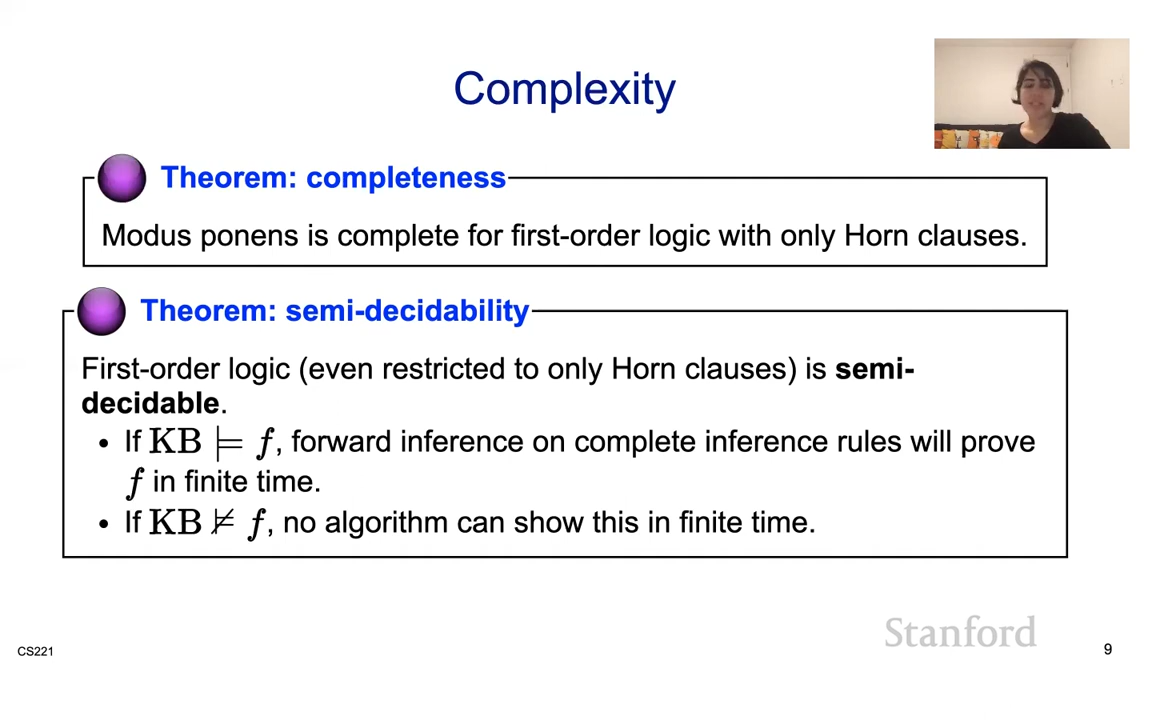 Complexity
Theorem: completeness
Modus ponens is complete for first-order logic with only Horn clauses.
Theorem: semi-decidability
First-order logic (even restricted to only Horn clauses) is semi-
decidable.
• If KB ⊨ f, forward inference on complete inference rules will prove
f in finite time.
• If KB ⊭ f, no algorithm can show this in finite time.
Stanford
CS221
9